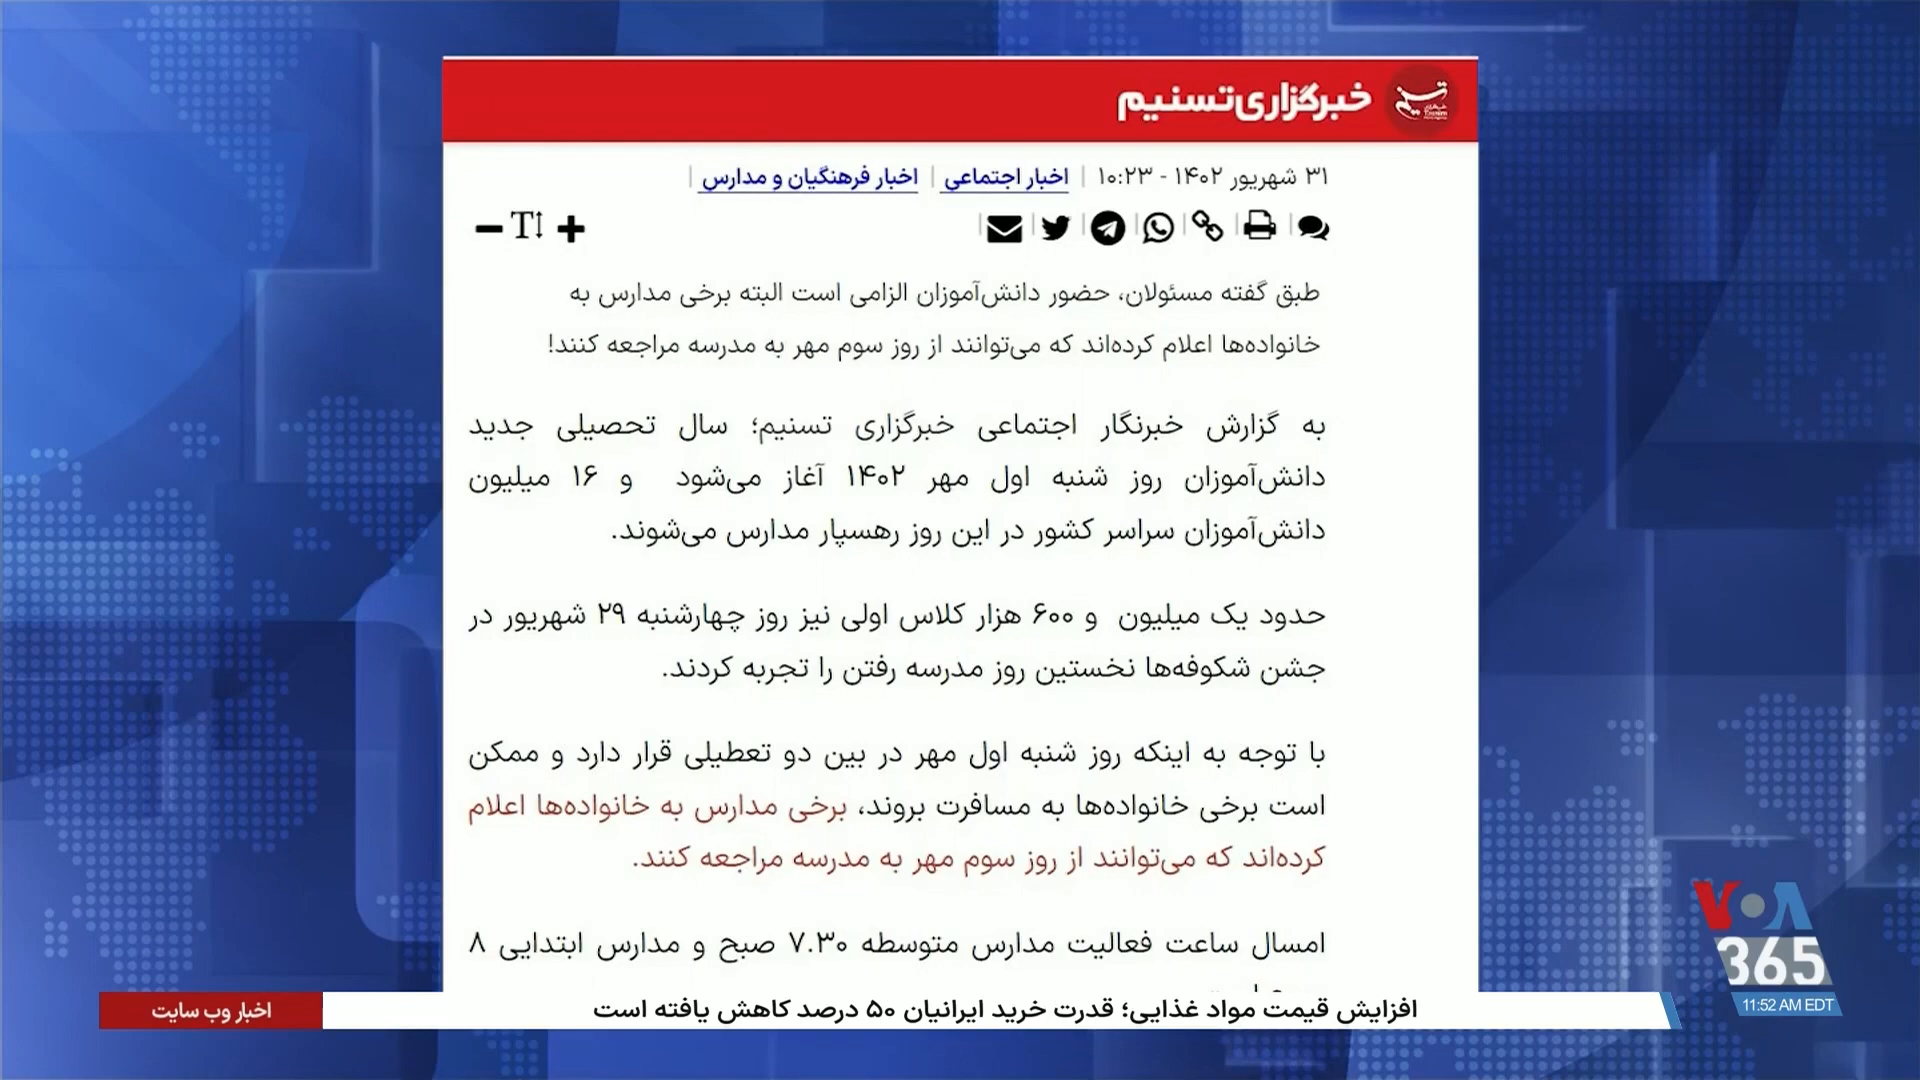 خبرگزاری تسنیم
۳۱ شهریور ۱۴۰۲ - ۱۰:۲۳ | اخبار اجتماعی | اخبار فرهنگیان و مدارس |
طبق گفته مسئولان، حضور دانش‌آموزان الزامی است البته برخی مدارس به
خانواده‌ها اعلام کرده‌اند که می‌توانند از روز سوم مهر به مدرسه مراجعه کنند!
به گزارش خبرنگار اجتماعی خبرگزاری تسنیم؛ سال تحصیلی جدید
دانش‌آموزان روز شنبه اول مهر ۱۴۰۲ آغاز می‌شود و ۱۶ میلیون
دانش‌آموزان سراسر کشور در این روز رهسپار مدارس می‌شوند.
حدود یک میلیون و ۶۰۰ هزار کلاس اولی نیز روز چهارشنبه ۲۹ شهریور در
جشن شکوفه‌ها نخستین روز مدرسه رفتن را تجربه کردند.
با توجه به اینکه روز شنبه اول مهر در بین دو تعطیلی قرار دارد و ممکن
است برخی خانواده‌ها به مسافرت بروند، برخی مدارس به خانواده‌ها اعلام
کرده‌اند که می‌توانند از روز سوم مهر به مدرسه مراجعه کنند.
امسال ساعت فعالیت مدارس متوسطه ۷.۳۰ صبح و مدارس ابتدایی ۸
VOA
365
11:52 AM EDT
افزایش قیمت مواد غذایی؛ قدرت خرید ایرانیان ۵۰ درصد کاهش یافته است
اخبار وب سایت